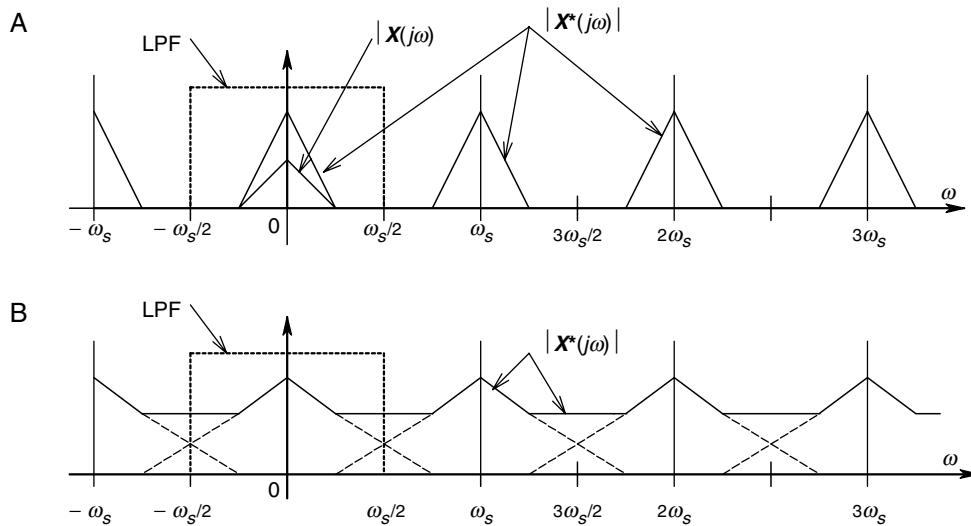 A
LPF
|X(jω)
|X*(jω)|
ω
− ωs
− ωs/2
0
ωs/2
ωs
3ωs/2
2ωs
3ωs
B
LPF
|X*(jω)|
ω
− ωs
− ωs/2
0
ωs/2
ωs
3ωs/2
2ωs
3ωs